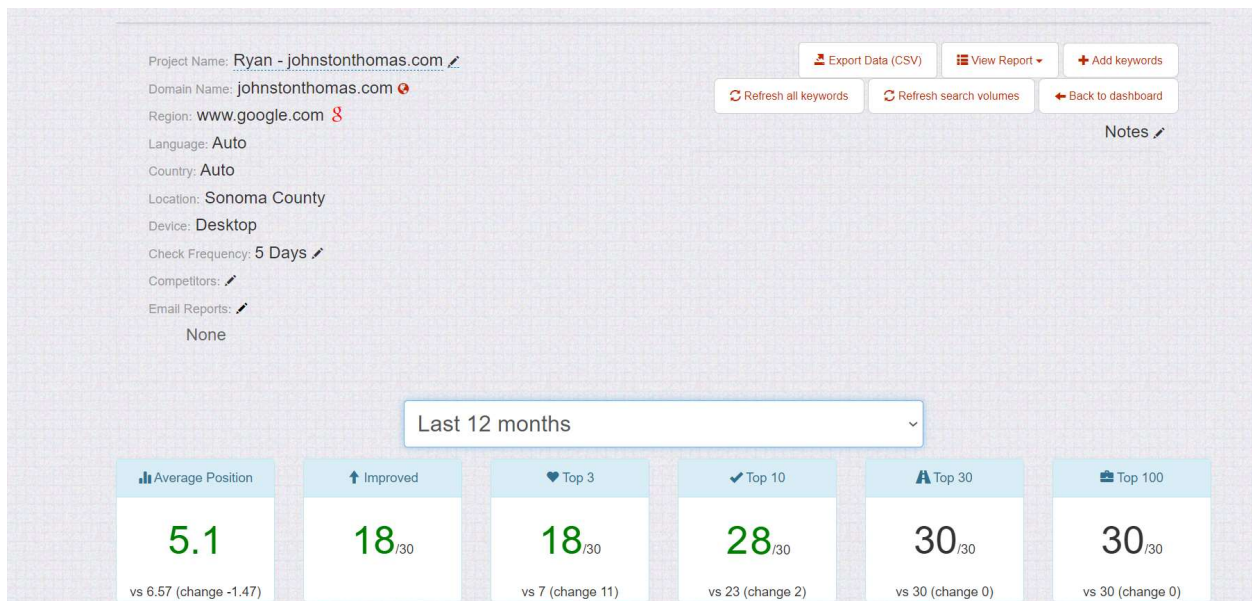 Project Name: Ryan - johnstonthomas.com
Domain Name: johnstonthomas.com
Region: www.google.com
Language: Auto
Country: Auto
Location: Sonoma County
Device: Desktop
Check Frequency: 5 Days
Competitors:
Email Reports:
None
Export Data (CSV) View Report Add keywords
Refresh all keywords Refresh search volumes Back to dashboard
Notes
Last 12 months
Average Position Improved Top 3 Top 10 Top 30 Top 100
5.1 18/30 18/30 28/30 30/30 30/30
vs 6.57 (change -1.47) vs 7 (change 11) vs 23 (change 2) vs 30 (change 0) vs 30 (change 0)